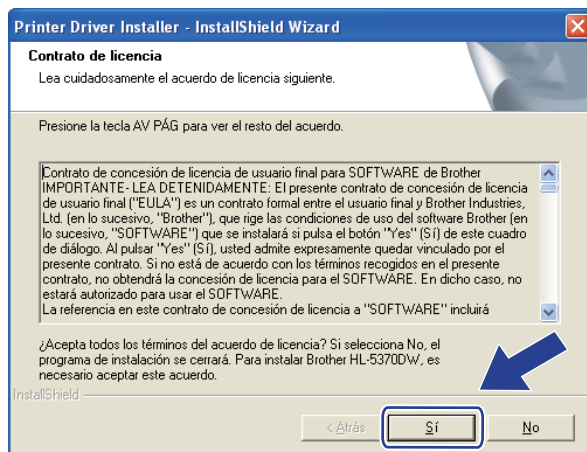 Printer Driver Installer - InstallShield Wizard
Contrato de licencia
Lea cuidadosamente el acuerdo de licencia siguiente.
Presione la tecla AV PÁG para ver el resto del acuerdo.
Contrato de concesión de licencia de usuario final para SOFTWARE de Brother
IMPORTANTE- LEA DETENIDAMENTE: El presente contrato de concesión de licencia
de usuario final ("EULA") es un contrato formal entre el usuario final y Brother Industries,
Ltd. (en lo sucesivo, "Brother"), que rige las condiciones de uso del software Brother (en
lo sucesivo, "SOFTWARE") que se instalará si pulsa el botón "Yes" (Sí) de este cuadro
de diálogo. Al pulsar "Yes" (Sí), usted admite expresamente quedar vinculado por el
presente contrato. Si no está de acuerdo con los términos recogidos en el presente
contrato, no obtendrá la concesión de licencia para el SOFTWARE. En dicho caso, no
estará autorizado para usar el SOFTWARE.
La referencia en este contrato de concesión de licencia a "SOFTWARE" incluirá
¿Acepta todos los términos del acuerdo de licencia? Si selecciona No, el
programa de instalación se cerrará. Para instalar Brother HL-5370DW, es
necesario aceptar este acuerdo.
InstallShield
< Atrás Sí No